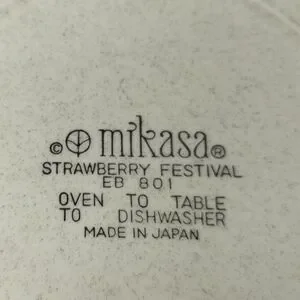 © mikasa®
STRAWBERRY FESTIVAL
EB 801
OVEN TO TABLE
TO DISHWASHER
MADE IN JAPAN